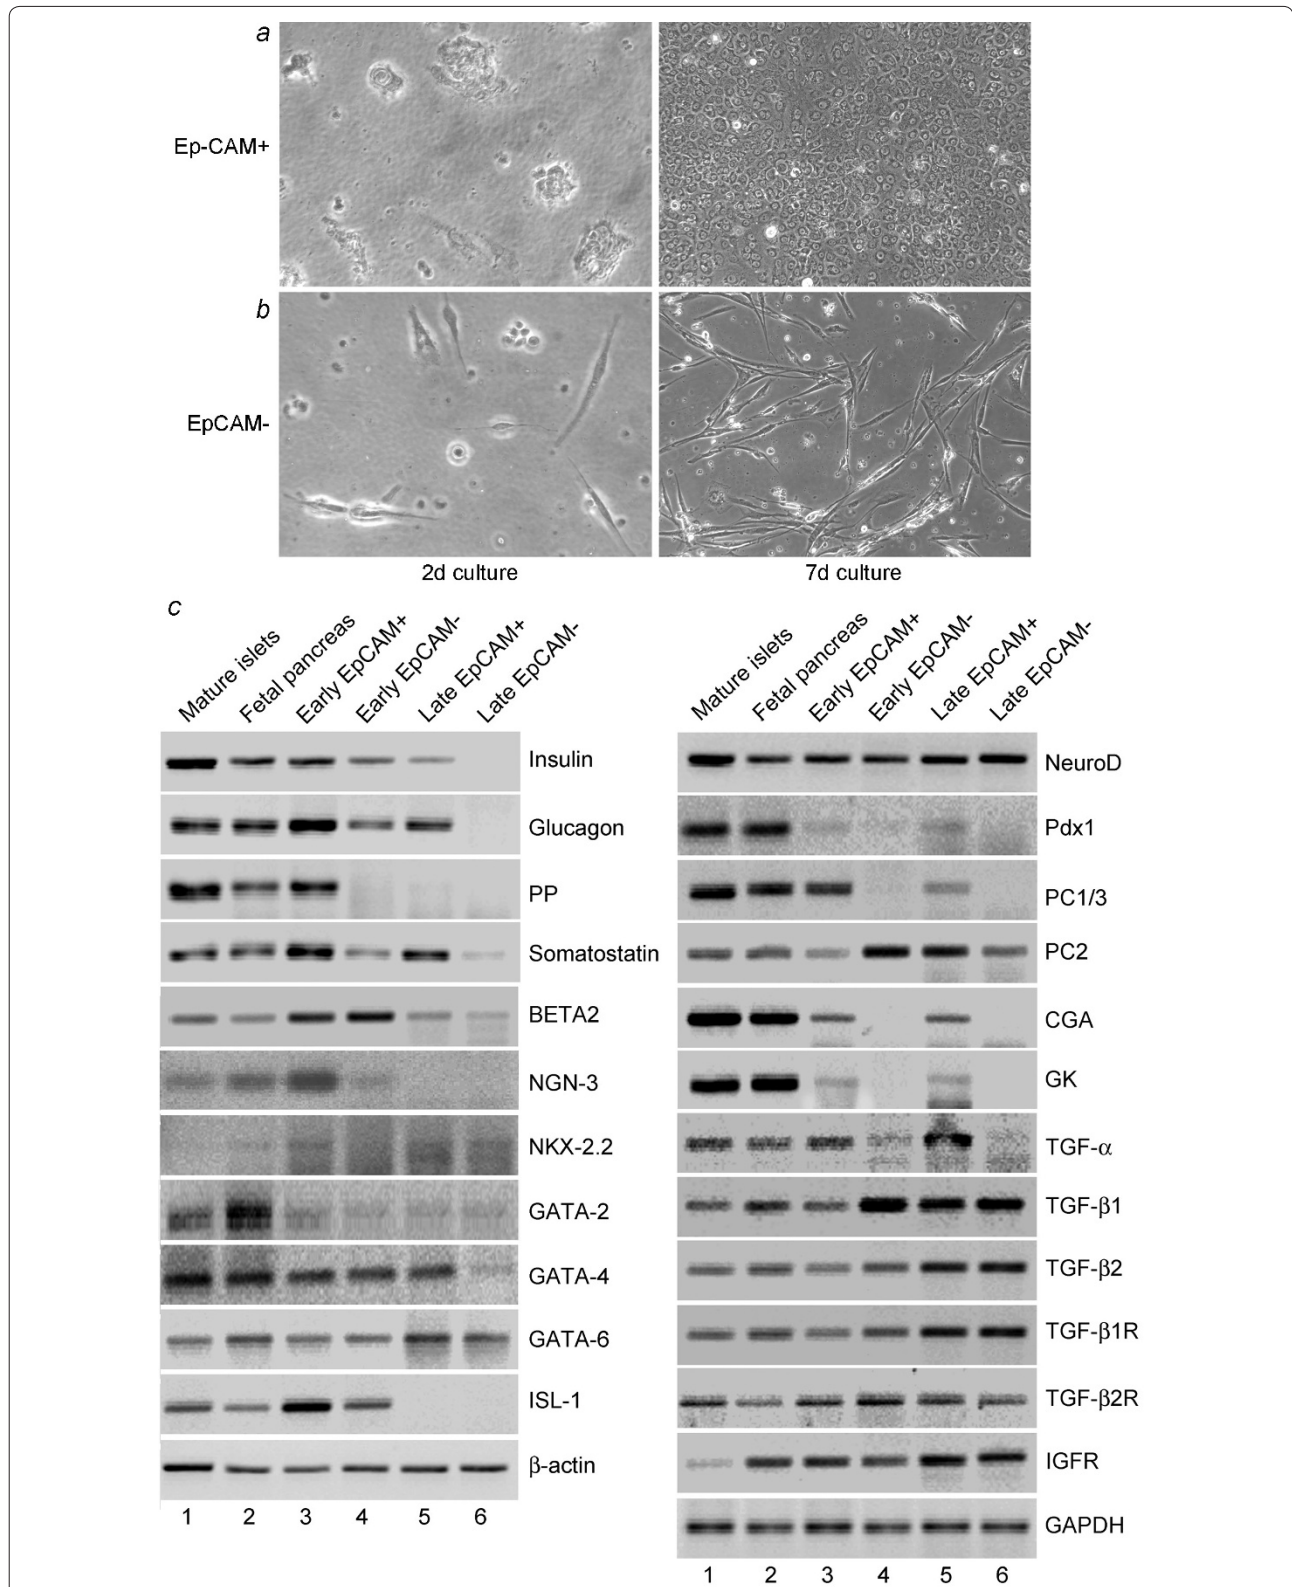 a
Ep-CAM+
b
EpCAM-
2d culture
7d culture
c
Mature islets
Fetal pancreas
Early EpCAM+
Early EpCAM-
Late EpCAM+
Late EpCAM-
Insulin
Glucagon
PP
Somatostatin
BETA2
NGN-3
NKX-2.2
GATA-2
GATA-4
GATA-6
ISL-1
β-actin
1 2 3 4 5 6
Mature islets
Fetal pancreas
Early EpCAM+
Early EpCAM-
Late EpCAM+
Late EpCAM-
NeuroD
Pdx1
PC1/3
PC2
CGA
GK
TGF-α
TGF-β1
TGF-β2
TGF-β1R
TGF-β2R
IGFR
GAPDH
1 2 3 4 5 6